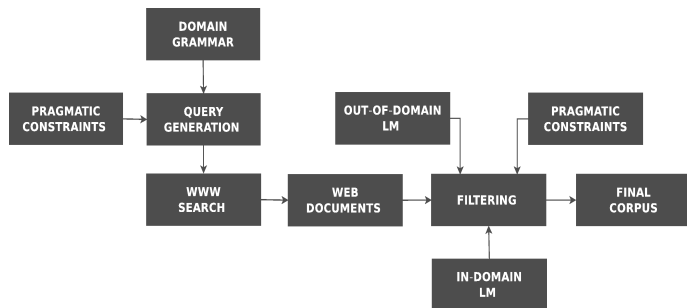 DOMAIN
GRAMMAR
PRAGMATIC
CONSTRAINTS
QUERY
GENERATION
OUT-OF-DOMAIN
LM
PRAGMATIC
CONSTRAINTS
WWW
SEARCH
WEB
DOCUMENTS
FILTERING
FINAL
CORPUS
IN-DOMAIN
LM